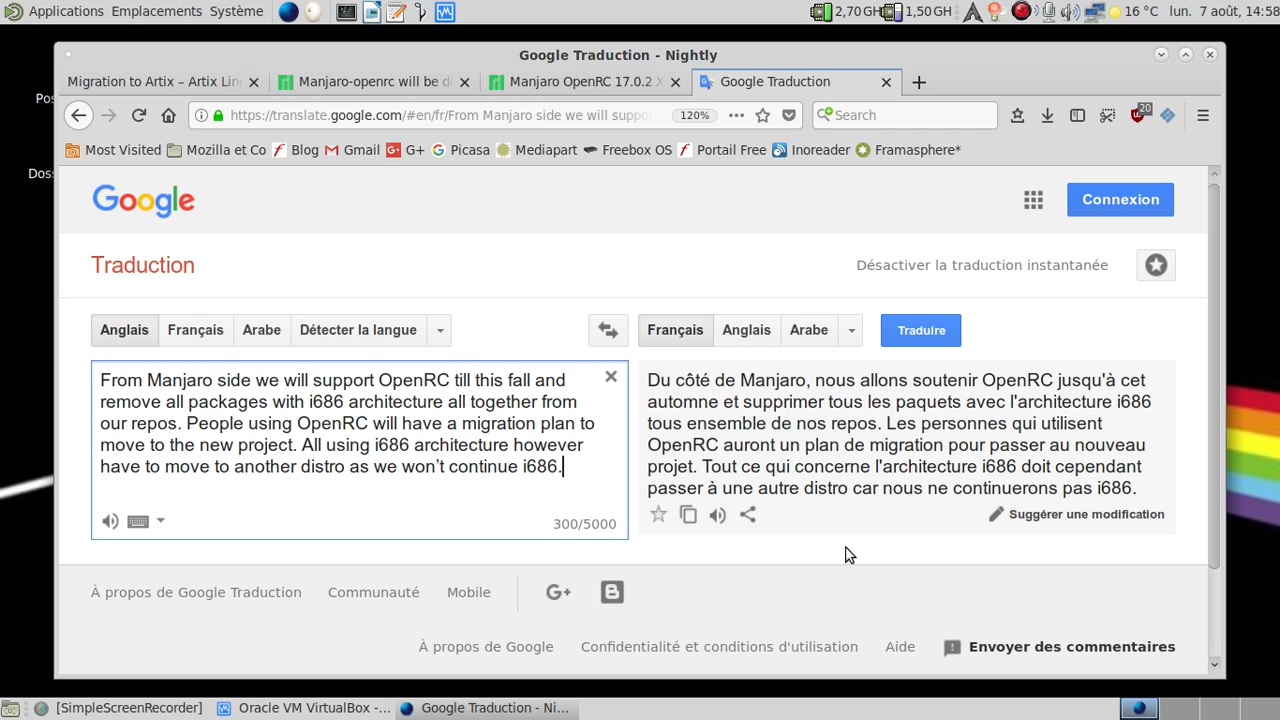 Applications Emplacements Système 2,70 GH 1,50 GH 16 °C lun. 7 août, 14:58
Google Traduction - Nightly
Migration to Artix – Artix Lin Manjaro-openrc will be di Manjaro OpenRC 17.0.2 X Google Traduction
https://translate.google.com/#en/fr/From Manjaro side we will suppo 120% Search 20
Most Visited Mozilla et Co Blog Gmail G+ Picasa Mediapart Freebox OS Portail Free Inoreader Framasphere*
Pos
Doss
Google Connexion
Traduction Désactiver la traduction instantanée
Anglais Français Arabe Détecter la langue Français Anglais Arabe Traduire
From Manjaro side we will support OpenRC till this fall and
remove all packages with i686 architecture all together from
our repos. People using OpenRC will have a migration plan to
move to the new project. All using i686 architecture however
have to move to another distro as we won’t continue i686.
300/5000
Du côté de Manjaro, nous allons soutenir OpenRC jusqu'à cet
automne et supprimer tous les paquets avec l'architecture i686
tous ensemble de nos repos. Les personnes qui utilisent
OpenRC auront un plan de migration pour passer au nouveau
projet. Tout ce qui concerne l'architecture i686 doit cependant
passer à une autre distro car nous ne continuerons pas i686.
Suggérer une modification
À propos de Google Traduction Communauté Mobile G+
À propos de Google Confidentialité et conditions d'utilisation Aide Envoyer des commentaires
[SimpleScreenRecorder] Oracle VM VirtualBox -... Google Traduction - Ni...